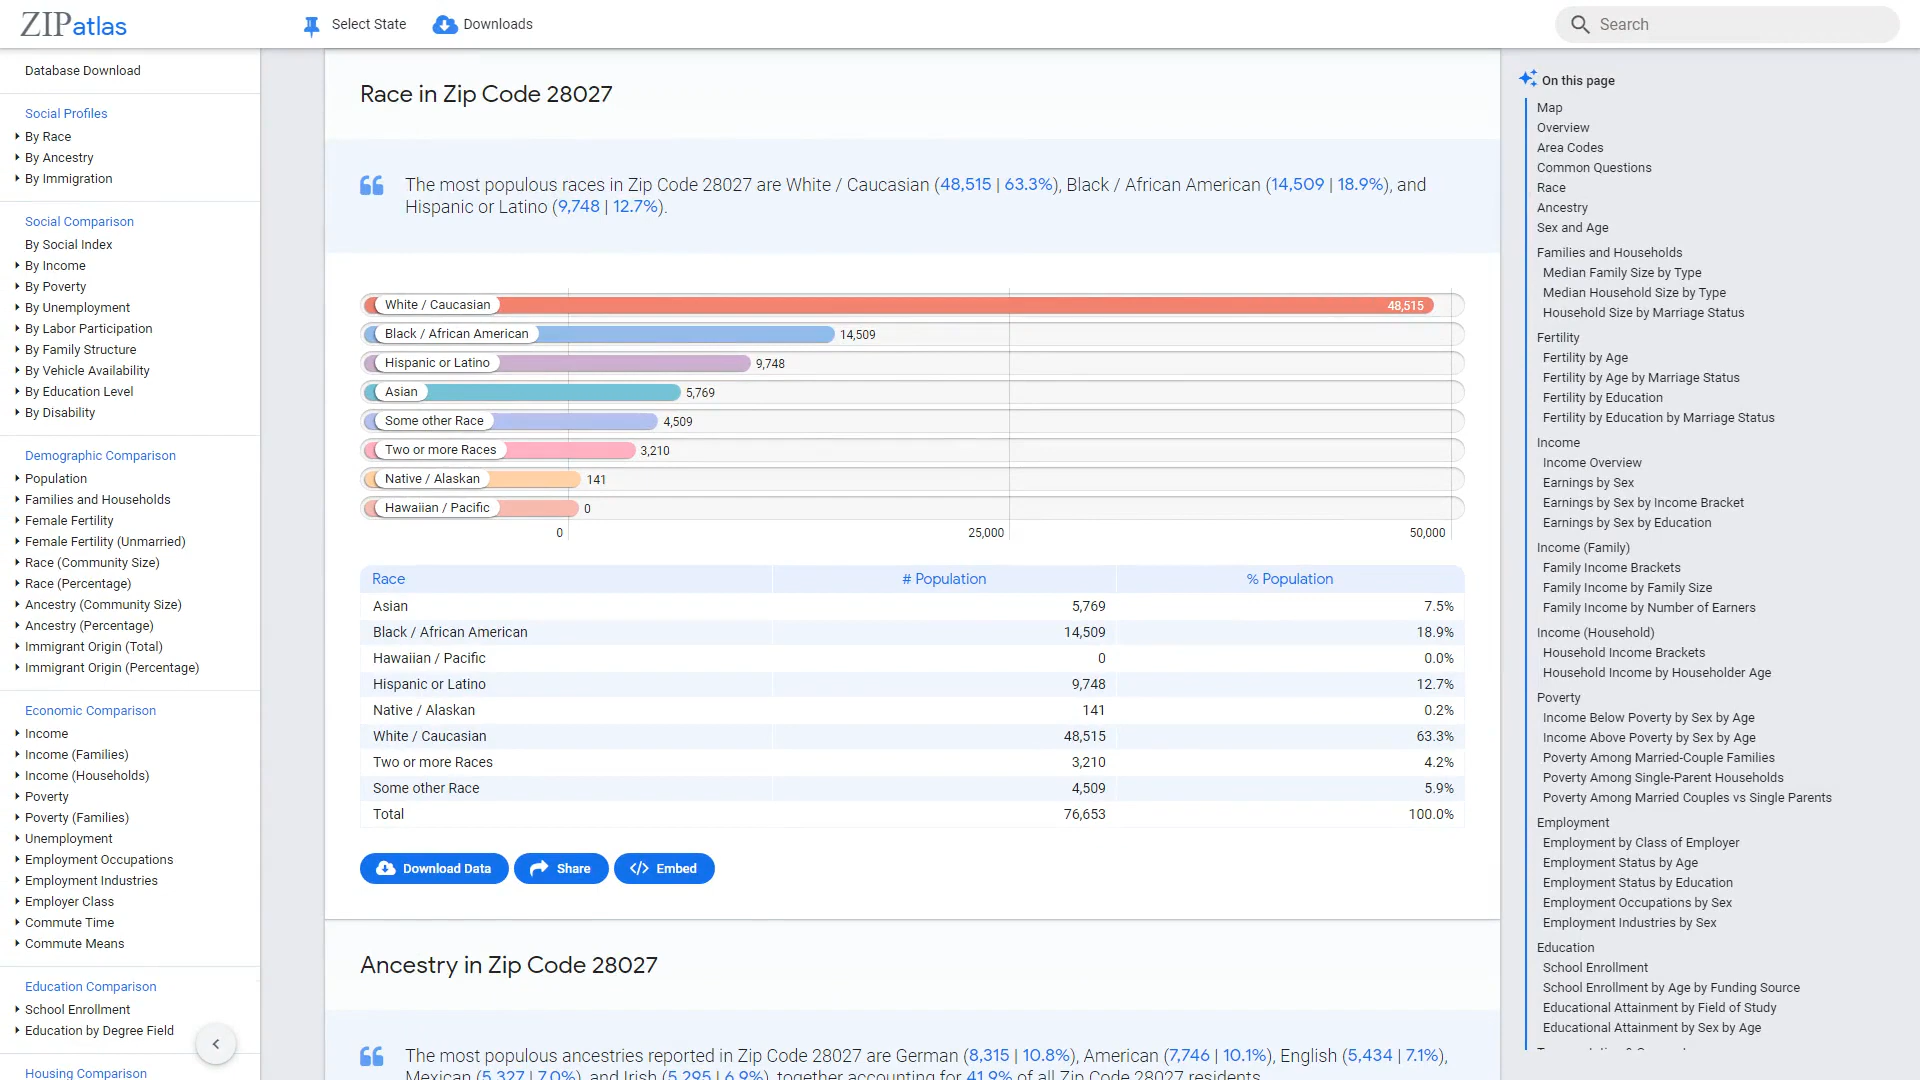 ZIPatlas
Select State
Downloads
Search
Database Download
Social Profiles
By Race
By Ancestry
By Immigration
Social Comparison
By Social Index
By Income
By Poverty
By Unemployment
By Labor Participation
By Family Structure
By Vehicle Availability
By Education Level
By Disability
Demographic Comparison
Population
Families and Households
Female Fertility
Female Fertility (Unmarried)
Race (Community Size)
Race (Percentage)
Ancestry (Community Size)
Ancestry (Percentage)
Immigrant Origin (Total)
Immigrant Origin (Percentage)
Economic Comparison
Income
Income (Families)
Income (Households)
Poverty
Poverty (Families)
Unemployment
Employment Occupations
Employment Industries
Employer Class
Commute Time
Commute Means
Education Comparison
School Enrollment
Education by Degree Field
Housing Comparison
Race in Zip Code 28027
The most populous races in Zip Code 28027 are White / Caucasian (48,515 | 63.3%), Black / African American (14,509 | 18.9%), and
Hispanic or Latino (9,748 | 12.7%).
White / Caucasian 48,515
Black / African American 14,509
Hispanic or Latino 9,748
Asian 5,769
Some other Race 4,509
Two or more Races 3,210
Native / Alaskan 141
Hawaiian / Pacific 0
0 25,000 50,000
Race # Population % Population
Asian 5,769 7.5%
Black / African American 14,509 18.9%
Hawaiian / Pacific 0 0.0%
Hispanic or Latino 9,748 12.7%
Native / Alaskan 141 0.2%
White / Caucasian 48,515 63.3%
Two or more Races 3,210 4.2%
Some other Race 4,509 5.9%
Total 76,653 100.0%
Download Data
Share
Embed
Ancestry in Zip Code 28027
The most populous ancestries reported in Zip Code 28027 are German (8,315 | 10.8%), American (7,746 | 10.1%), English (5,434 | 7.1%),
Mexican (5,327 | 7.0%), and Irish (5,295 | 6.9%), together accounting for 41.9% of all Zip Code 28027 residents.
On this page
Map
Overview
Area Codes
Common Questions
Race
Ancestry
Sex and Age
Families and Households
Median Family Size by Type
Median Household Size by Type
Household Size by Marriage Status
Fertility
Fertility by Age
Fertility by Age by Marriage Status
Fertility by Education
Fertility by Education by Marriage Status
Income
Income Overview
Earnings by Sex
Earnings by Sex by Income Bracket
Earnings by Sex by Education
Income (Family)
Family Income Brackets
Family Income by Family Size
Family Income by Number of Earners
Income (Household)
Household Income Brackets
Household Income by Householder Age
Poverty
Income Below Poverty by Sex by Age
Income Above Poverty by Sex by Age
Poverty Among Married-Couple Families
Poverty Among Single-Parent Households
Poverty Among Married Couples vs Single Parents
Employment
Employment by Class of Employer
Employment Status by Age
Employment Status by Education
Employment Occupations by Sex
Employment Industries by Sex
Education
School Enrollment
School Enrollment by Age by Funding Source
Educational Attainment by Field of Study
Educational Attainment by Sex by Age